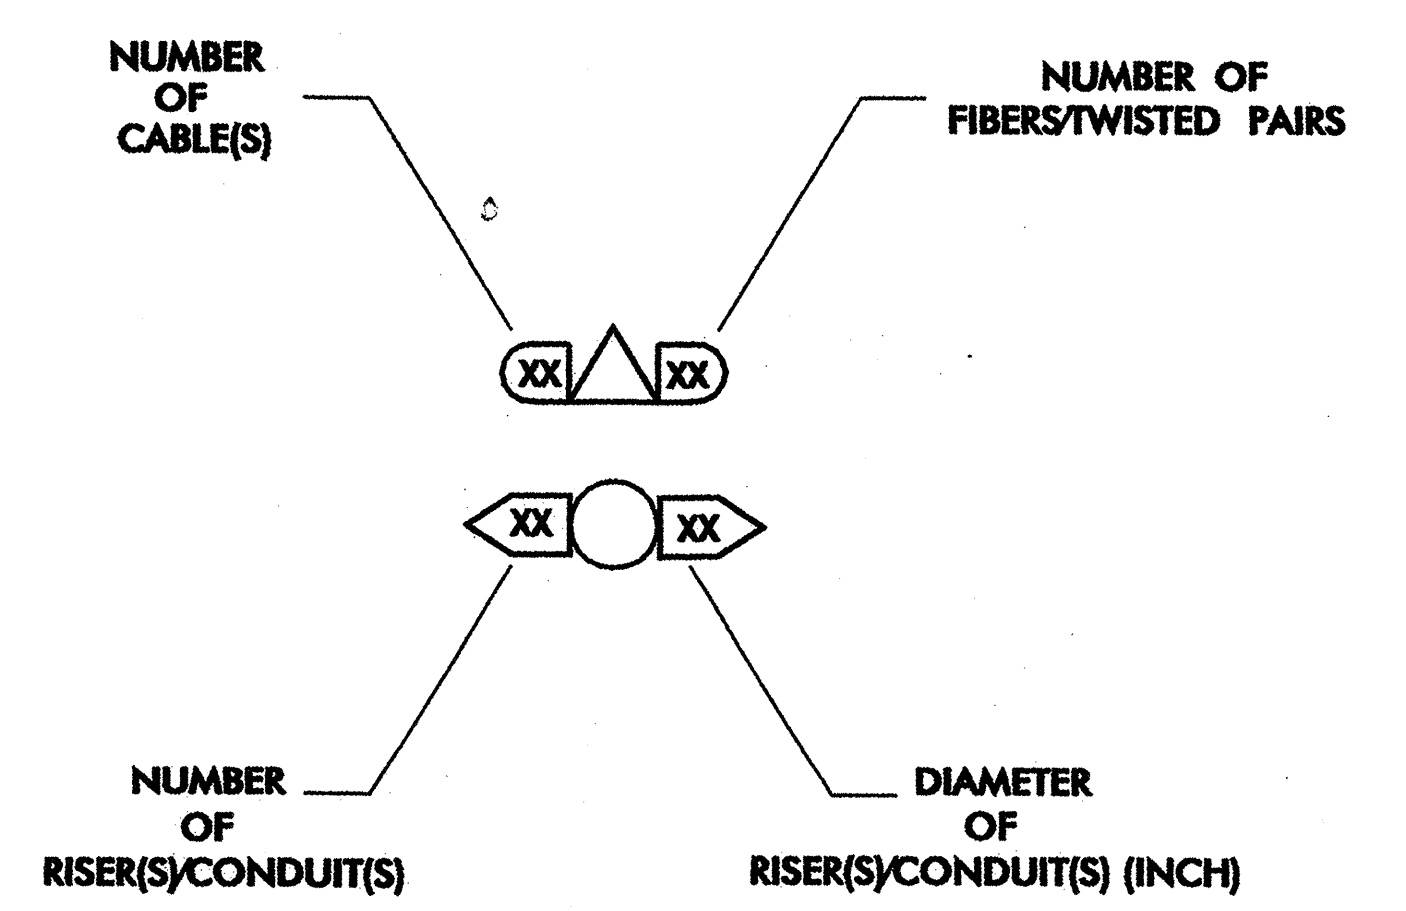 NUMBER
OF
CABLE(S)
NUMBER OF
FIBERS/TWISTED PAIRS
XX XX
XX XX
NUMBER
OF
RISER(S)/CONDUIT(S)
DIAMETER
OF
RISER(S)/CONDUIT(S) (INCH)